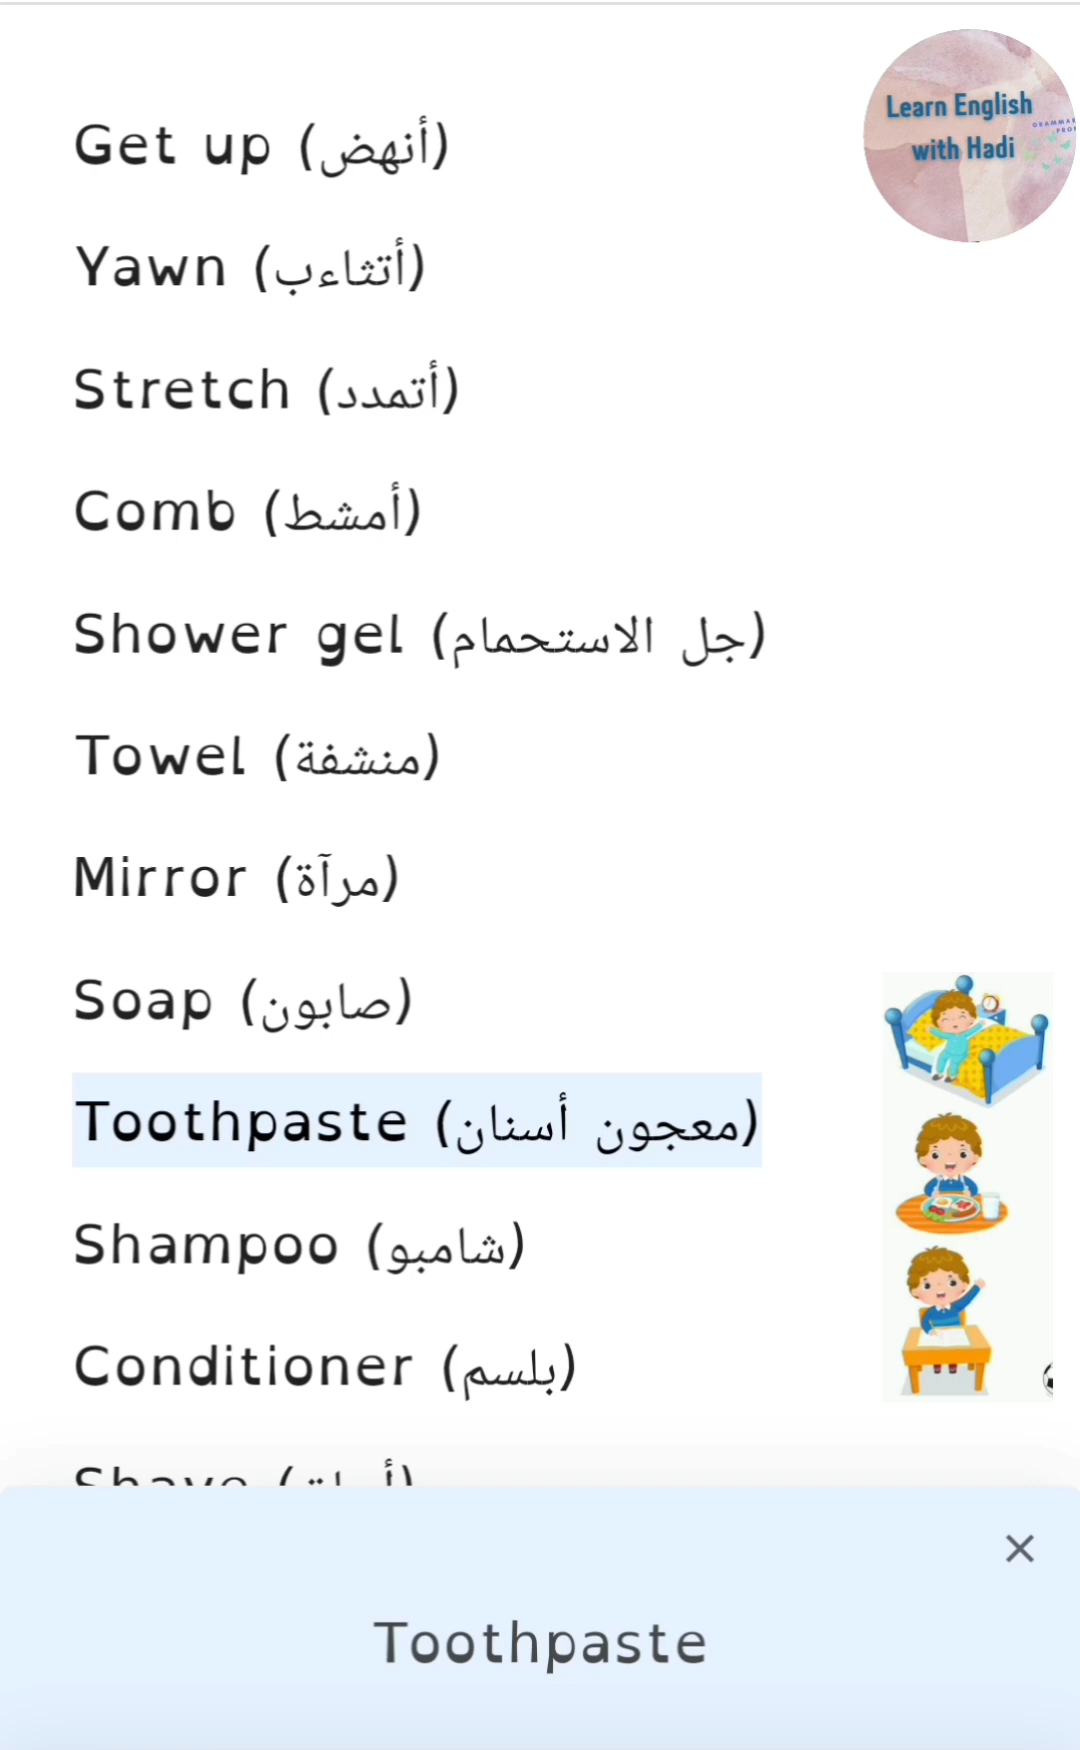 Learn English
with Hadi
Get up (أنهض)
Yawn (أتثاءب)
Stretch (أتمدد)
Comb (أمشط)
Shower gel (جل الاستحمام)
Towel (منشفة)
Mirror (مرآة)
Soap (صابون)
Toothpaste (معجون أسنان)
Shampoo (شامبو)
Conditioner (بلسم)
Toothpaste